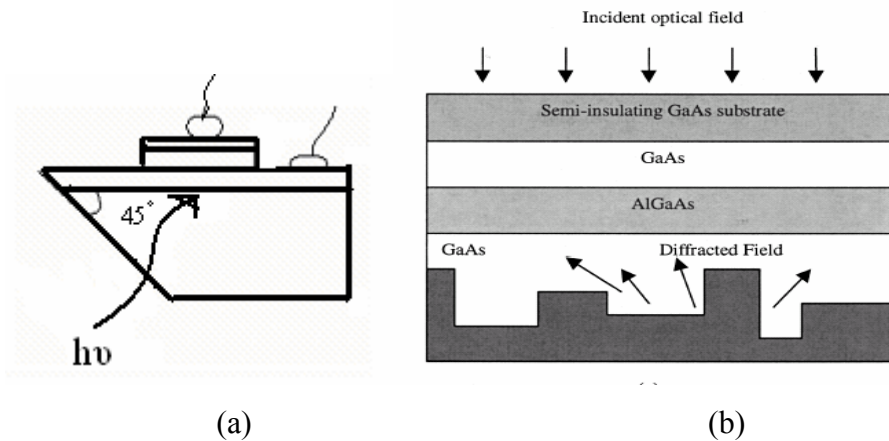 Incident optical field
Semi-insulating GaAs substrate
GaAs
AlGaAs
GaAs
Diffracted Field
45°
hυ
(a)
(b)